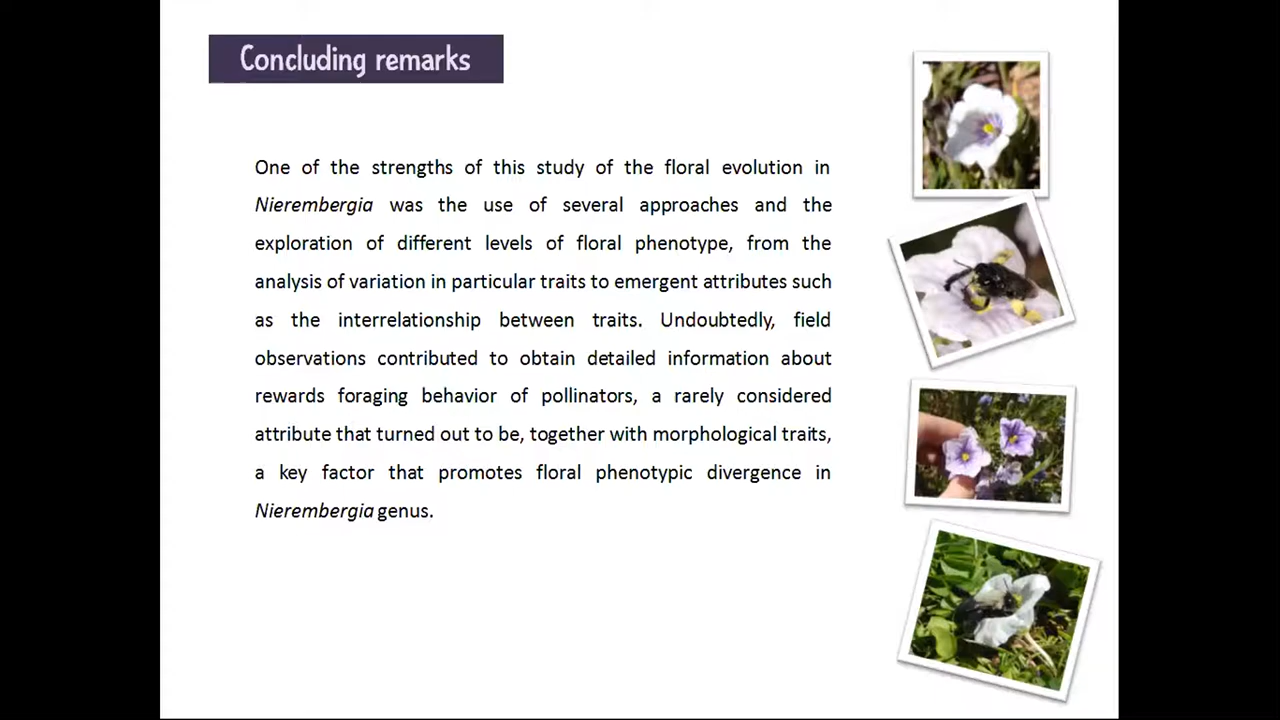 Concluding remarks
One of the strengths of this study of the floral evolution in
Nierembergia was the use of several approaches and the
exploration of different levels of floral phenotype, from the
analysis of variation in particular traits to emergent attributes such
as the interrelationship between traits. Undoubtedly, field
observations contributed to obtain detailed information about
rewards foraging behavior of pollinators, a rarely considered
attribute that turned out to be, together with morphological traits,
a key factor that promotes floral phenotypic divergence in
Nierembergia genus.